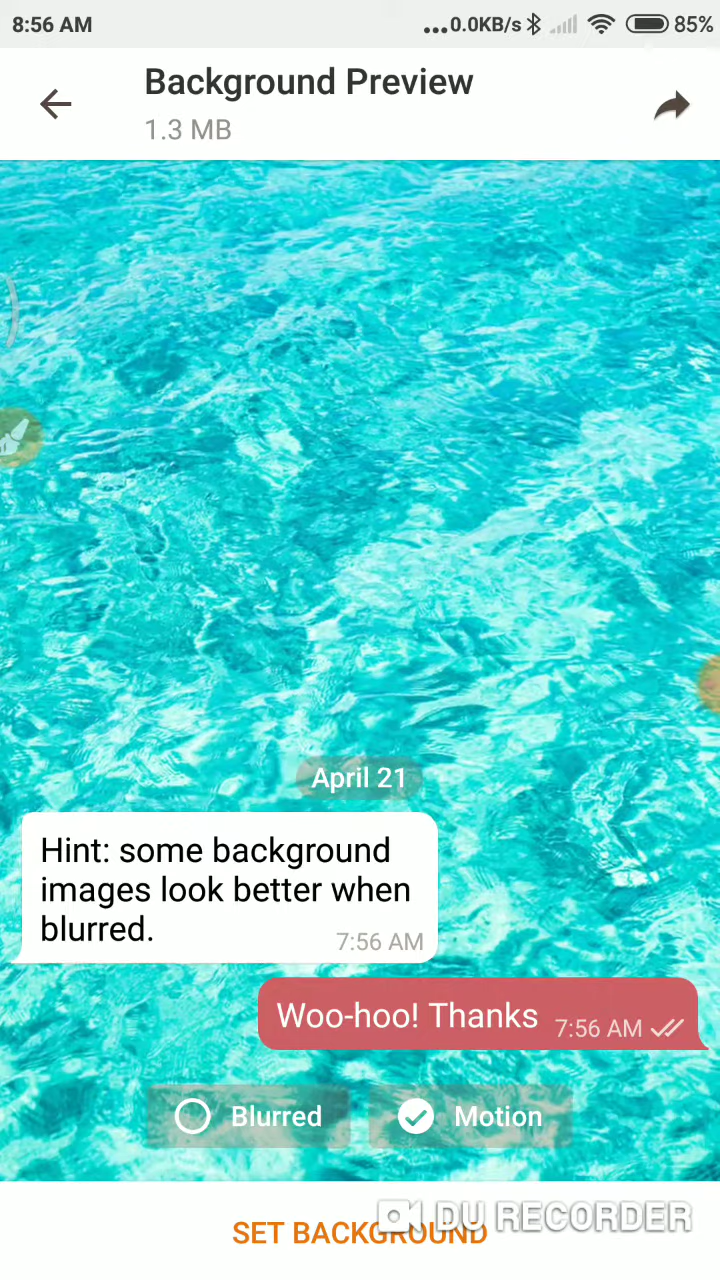 8:56 AM ...0.0KB/s 85%
Background Preview
1.3 MB
April 21
Hint: some background
images look better when
blurred.
7:56 AM
Woo-hoo! Thanks 7:56 AM
Blurred Motion
SET BACKGROUND
DU RECORDER